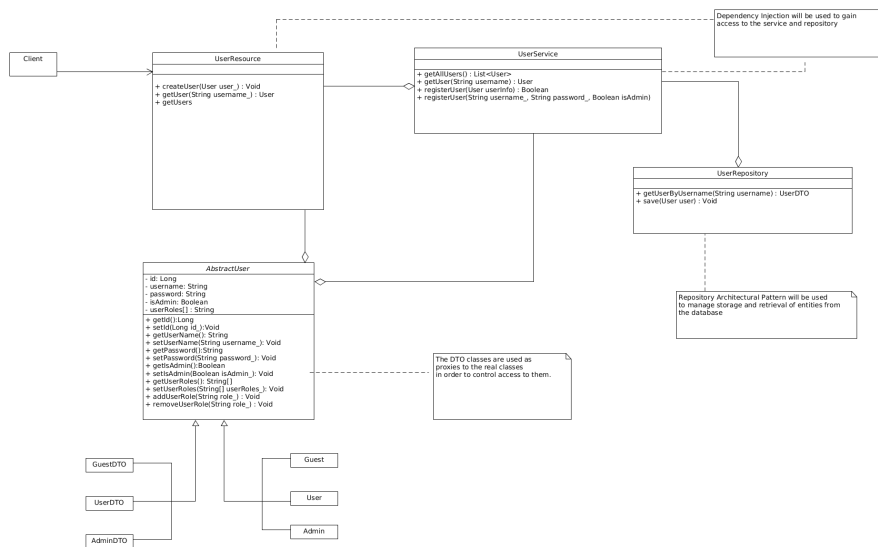 Dependency Injection will be used to gain
access to the service and repository
Client
UserResource
+ createUser(User user_) : Void
+ getUser(String username_) : User
+ getUsers
UserService
+ getAllUsers() : List<User>
+ getUser(String username) : User
+ registerUser(User userInfo) : Boolean
+ registerUser(String username_, String password_, Boolean isAdmin)
UserRepository
+ getUserByUsername(String username) : UserDTO
+ save(User user) : Void
Repository Architectural Pattern will be used
to manage storage and retrieval of entities from
the database
AbstractUser
- id: Long
- username: String
- password: String
- isAdmin: Boolean
- userRoles[] : String
+ getId():Long
+ setId(Long id_):Void
+ getUserName(): String
+ setUserName(String username_): Void
+ getPassword():String
+ setPassword(String password_): Void
+ getIsAdmin():Boolean
+ setIsAdmin(Boolean isAdmin_): Void
+ getUserRoles(): String[]
+ setUserRoles(String[] userRoles_): Void
+ addUserRole(String role_) : Void
+ removeUserRole(String role_) : Void
The DTO classes are used as
proxies to the real classes
in order to control access to them.
GuestDTO
UserDTO
AdminDTO
Guest
User
Admin